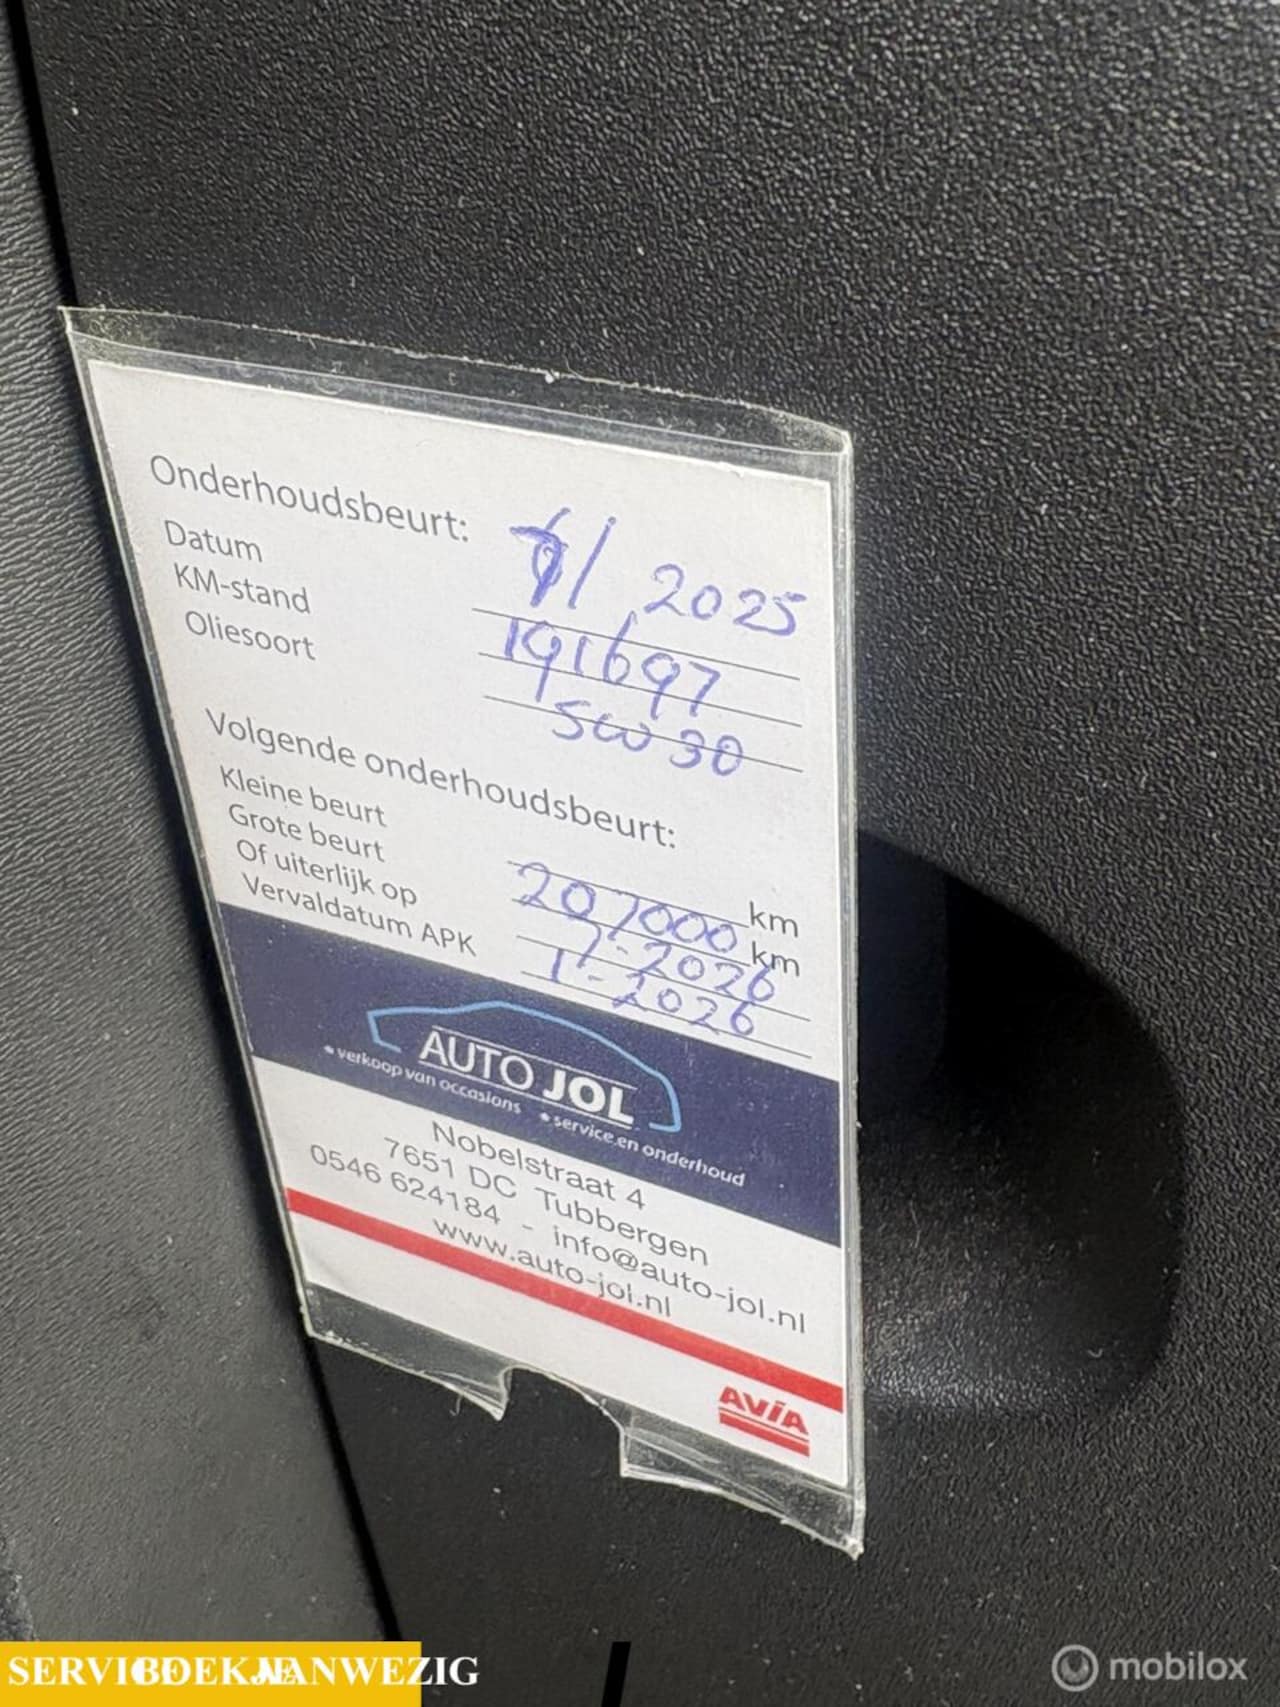 Onderhoudsbeurt:
Datum / 2025
KM-stand 191697
Oliesoort 5W30
Volgende onderhoudsbeurt:
Kleine beurt km
Grote beurt 207000 km
Of uiterlijk op 7-2026
Vervaldatum APK 1-2026
AUTO JOL
• verkoop van occasions • service en onderhoud
Nobelstraat 4
7651 DC Tubbergen
0546 624184 - info@auto-jol.nl
www.auto-jol.nl
AVIA
mobilox